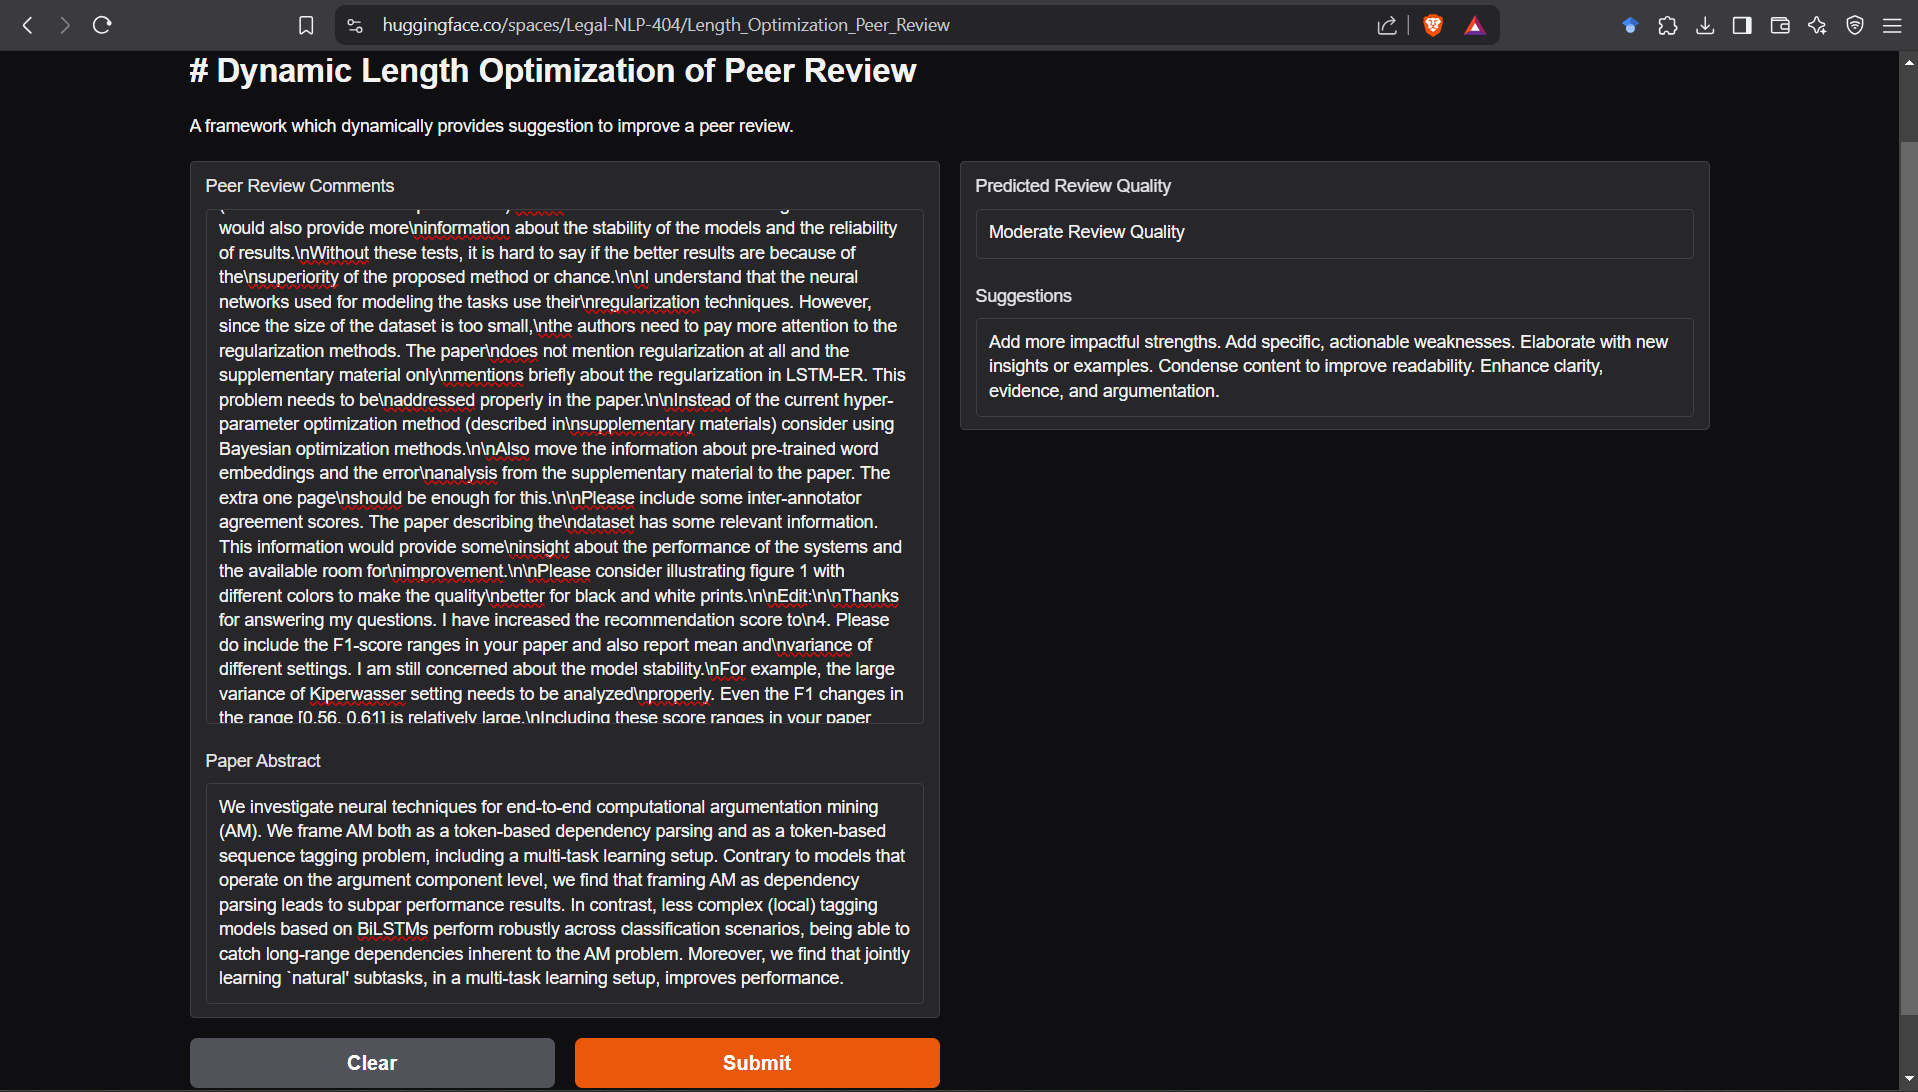 huggingface.co/spaces/Legal-NLP-404/Length_Optimization_Peer_Review
# Dynamic Length Optimization of Peer Review
A framework which dynamically provides suggestion to improve a peer review.
Peer Review Comments
would also provide more\ninformation about the stability of the models and the reliability
of results.\nWithout these tests, it is hard to say if the better results are because of
the\nsuperiority of the proposed method or chance.\n\nI understand that the neural
networks used for modeling the tasks use their\nregularization techniques. However,
since the size of the dataset is too small,\nthe authors need to pay more attention to the
regularization methods. The paper\ndoes not mention regularization at all and the
supplementary material only\nmentions briefly about the regularization in LSTM-ER. This
problem needs to be\naddressed properly in the paper.\n\nInstead of the current hyper-
parameter optimization method (described in\nsupplementary materials) consider using
Bayesian optimization methods.\n\nAlso move the information about pre-trained word
embeddings and the error\nanalysis from the supplementary material to the paper. The
extra one page\nshould be enough for this.\n\nPlease include some inter-annotator
agreement scores. The paper describing the\ndataset has some relevant information.
This information would provide some\ninsight about the performance of the systems and
the available room for\nimprovement.\n\nPlease consider illustrating figure 1 with
different colors to make the quality\nbetter for black and white prints.\n\nEdit:\n\nThanks
for answering my questions. I have increased the recommendation score to\n4. Please
do include the F1-score ranges in your paper and also report mean and\nvariance of
different settings. I am still concerned about the model stability.\nFor example, the large
variance of Kiperwasser setting needs to be analyzed\nproperly. Even the F1 changes in
the range [0.56, 0.61] is relatively large.\nIncluding these score ranges in your paper
Paper Abstract
We investigate neural techniques for end-to-end computational argumentation mining
(AM). We frame AM both as a token-based dependency parsing and as a token-based
sequence tagging problem, including a multi-task learning setup. Contrary to models that
operate on the argument component level, we find that framing AM as dependency
parsing leads to subpar performance results. In contrast, less complex (local) tagging
models based on BiLSTMs perform robustly across classification scenarios, being able to
catch long-range dependencies inherent to the AM problem. Moreover, we find that jointly
learning `natural' subtasks, in a multi-task learning setup, improves performance.
Clear
Submit
Predicted Review Quality
Moderate Review Quality
Suggestions
Add more impactful strengths. Add specific, actionable weaknesses. Elaborate with new
insights or examples. Condense content to improve readability. Enhance clarity,
evidence, and argumentation.